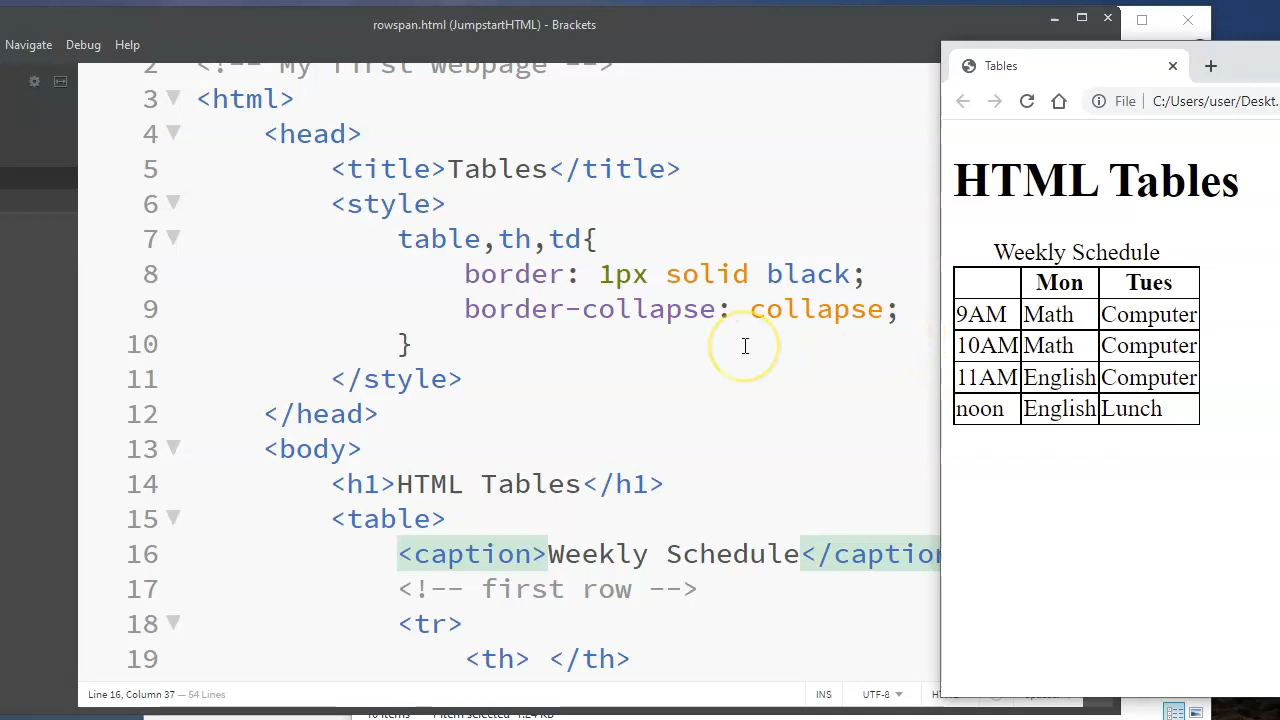 rowspan.html (JumpstartHTML) - Brackets
Navigate Debug Help
2 <!-- My first webpage -->
3 <html>
4 <head>
5 <title>Tables</title>
6 <style>
7 table,th,td{
8 border: 1px solid black;
9 border-collapse: collapse;
10 }
11 </style>
12 </head>
13 <body>
14 <h1>HTML Tables</h1>
15 <table>
16 <caption>Weekly Schedule</caption
17 <!-- first row -->
18 <tr>
19 <th> </th>
Line 16, Column 37 — 54 Lines
INS UTF-8
Tables
File C:/Users/user/Deskt.
HTML Tables
Weekly Schedule
Mon Tues
9AM Math Computer
10AM Math Computer
11AM English Computer
noon English Lunch